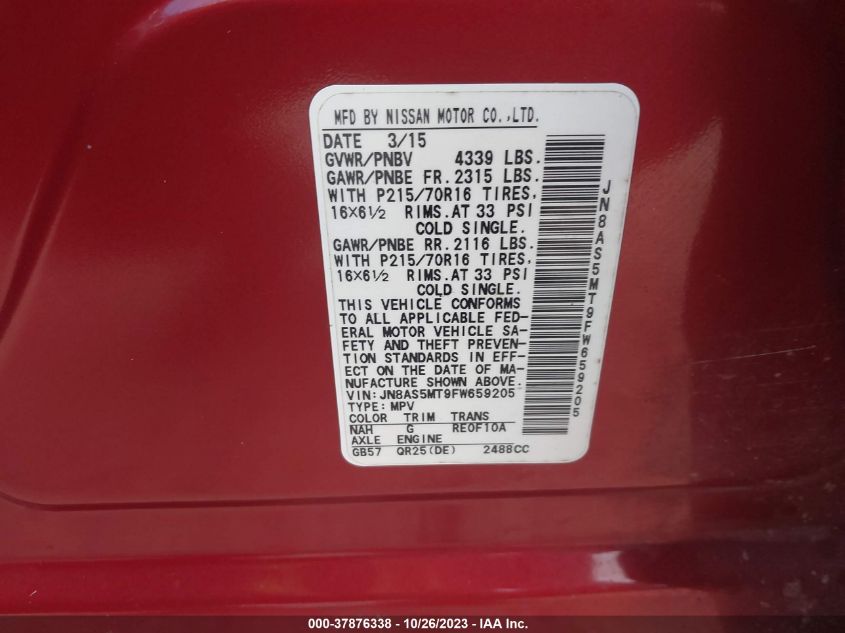 MFD BY NISSAN MOTOR CO.,LTD.
DATE 3/15
GVWR/PNBV 4339 LBS.
GAWR/PNBE FR. 2315 LBS.
WITH P215/70R16 TIRES,
16X6½ RIMS. AT 33 PSI
COLD SINGLE.
GAWR/PNBE RR. 2116 LBS.
WITH P215/70R16 TIRES,
16X6½ RIMS. AT 33 PSI
COLD SINGLE.
THIS VEHICLE CONFORMS
TO ALL APPLICABLE FED-
ERAL MOTOR VEHICLE SA-
FETY AND THEFT PREVEN-
TION STANDARDS IN EFF-
ECT ON THE DATE OF MA-
NUFACTURE SHOWN ABOVE.
VIN: JN8AS5MT9FW659205
TYPE: MPV
COLOR TRIM TRANS
NAH G RE0F10A
AXLE ENGINE
GB57 QR25(DE) 2488CC
JN8AS5MT9FW659205
000-37876338 - 10/26/2023 - IAA Inc.